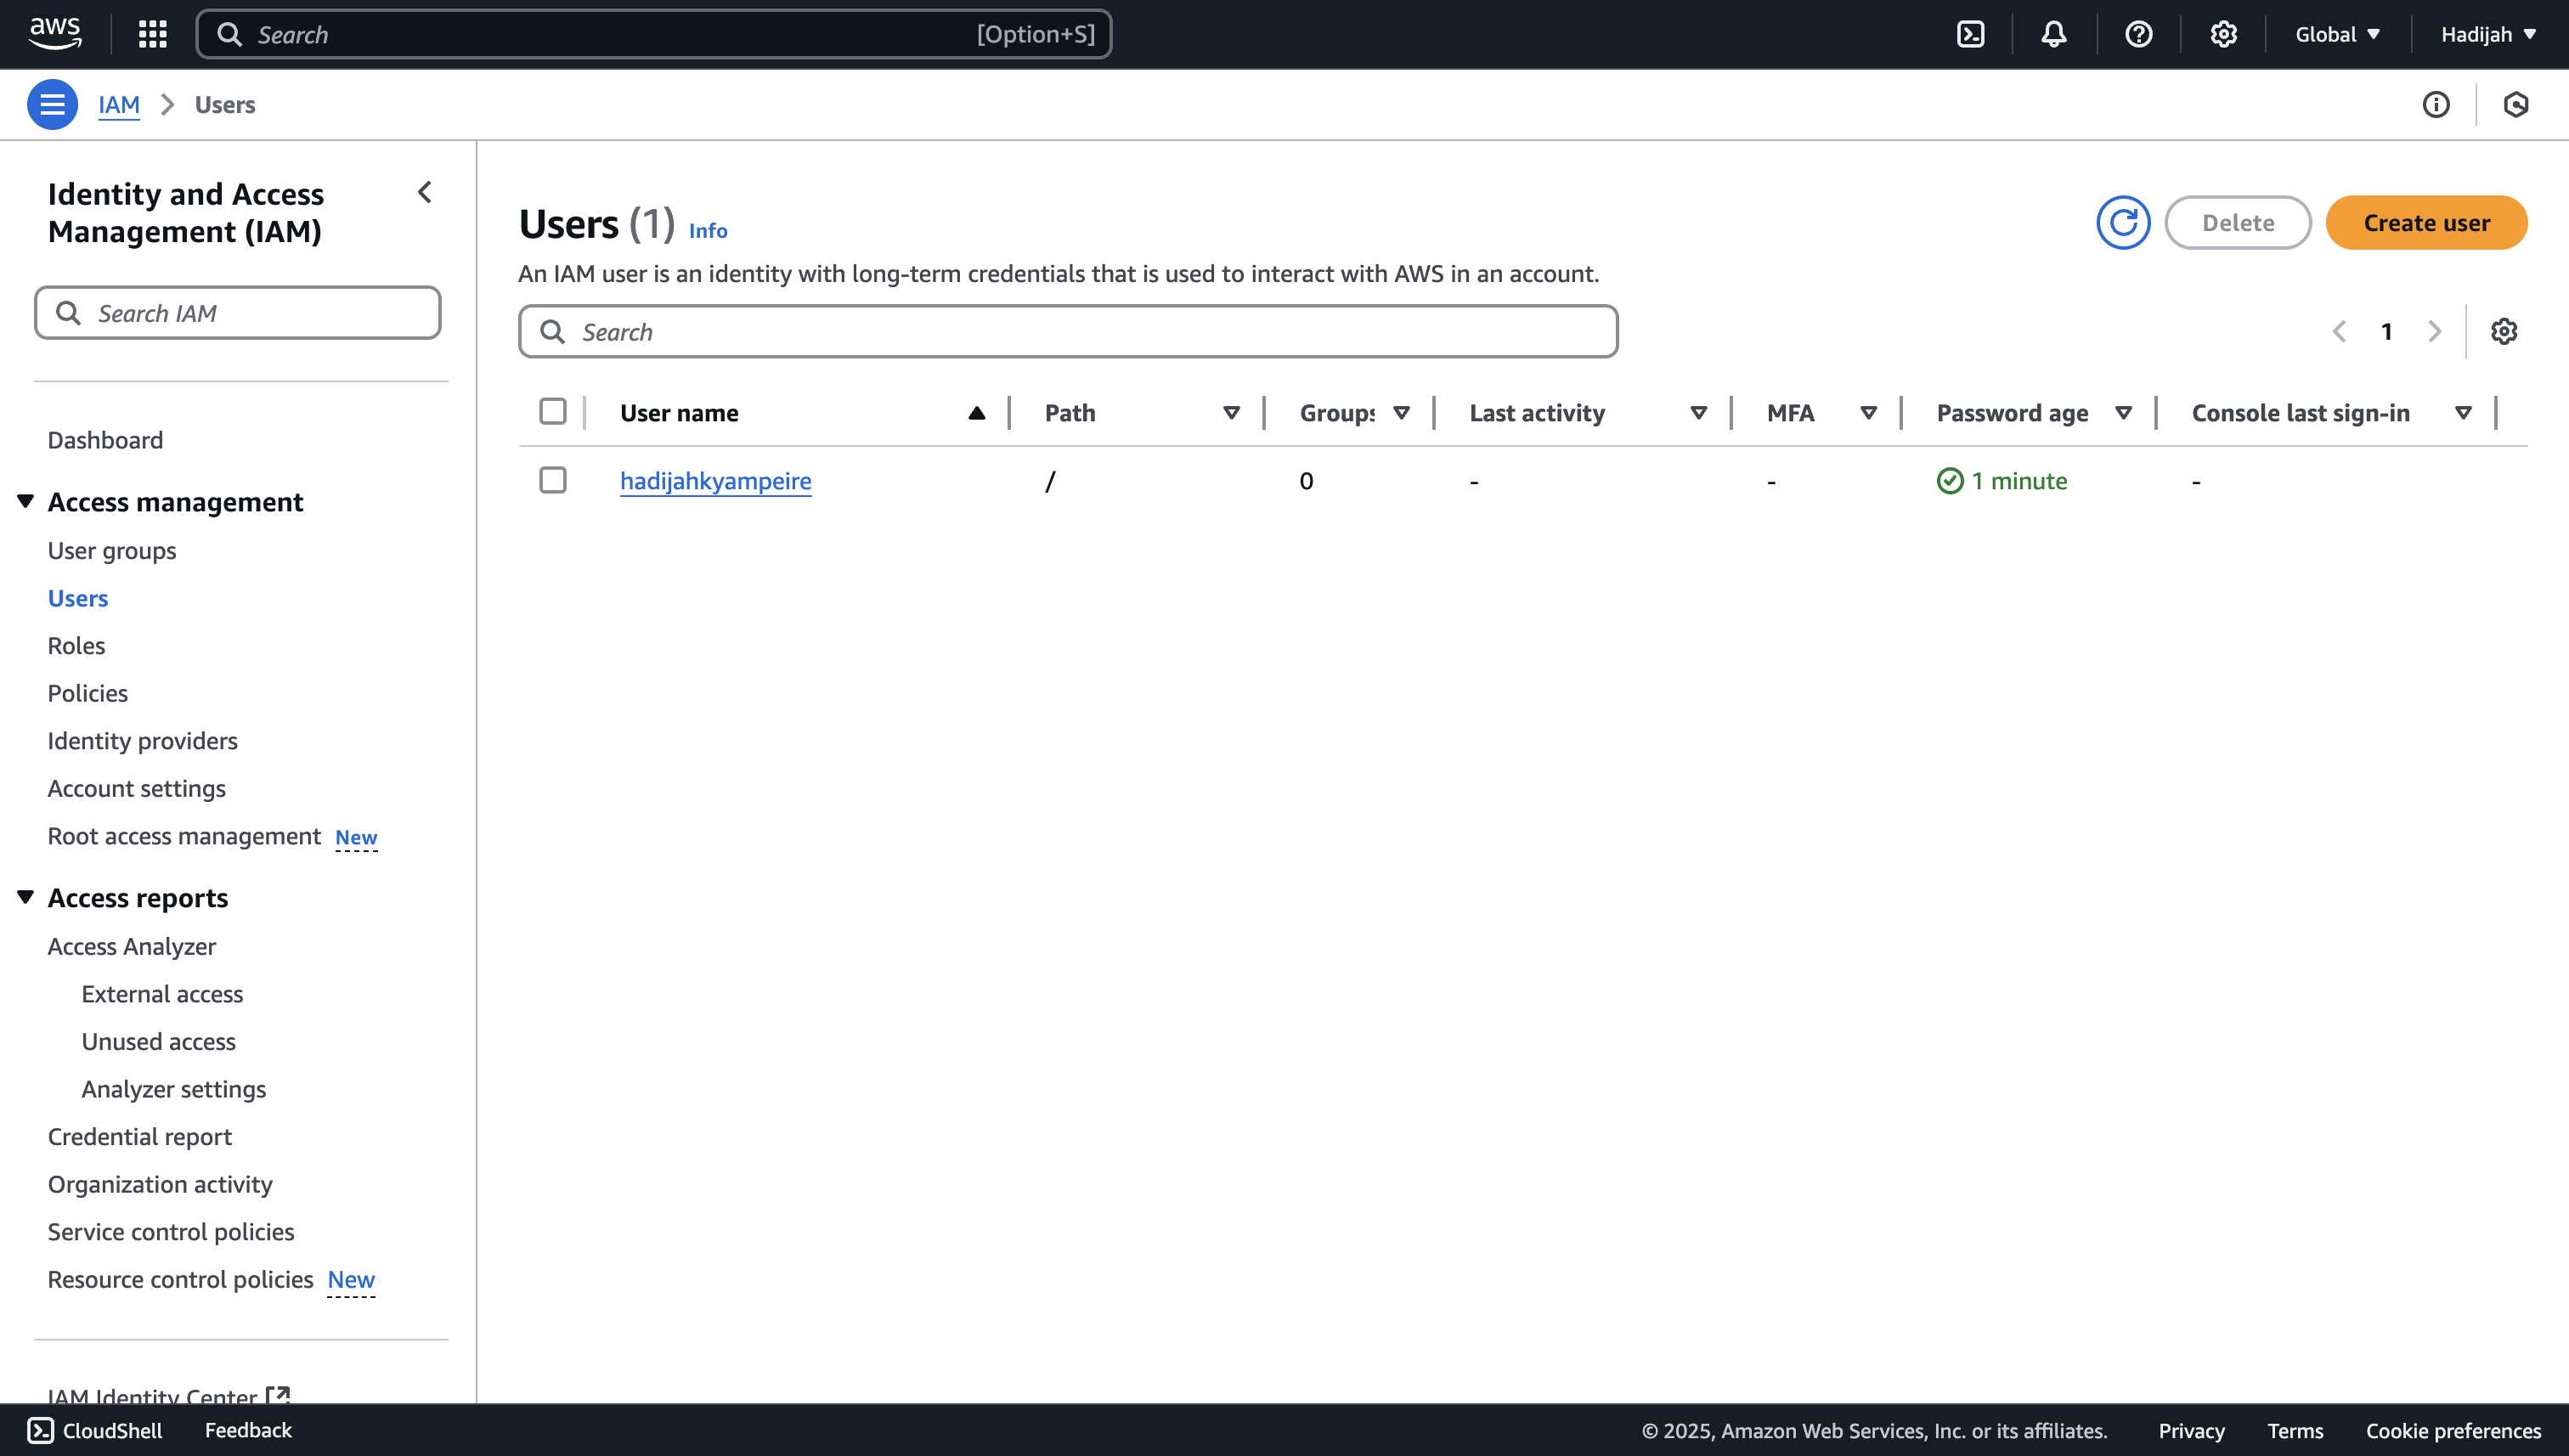 aws
Search [Option+S]
Global
Hadijah
IAM
Users
Identity and Access
Management (IAM)
Search IAM
Dashboard
Access management
User groups
Users
Roles
Policies
Identity providers
Account settings
Root access management New
Access reports
Access Analyzer
External access
Unused access
Analyzer settings
Credential report
Organization activity
Service control policies
Resource control policies New
IAM Identity Center
Users (1) Info
Delete
Create user
An IAM user is an identity with long-term credentials that is used to interact with AWS in an account.
Search
1
User name Path Groups Last activity MFA Password age Console last sign-in
hadijahkyampeire / 0 - - 1 minute -
CloudShell Feedback © 2025, Amazon Web Services, Inc. or its affiliates. Privacy Terms Cookie preferences